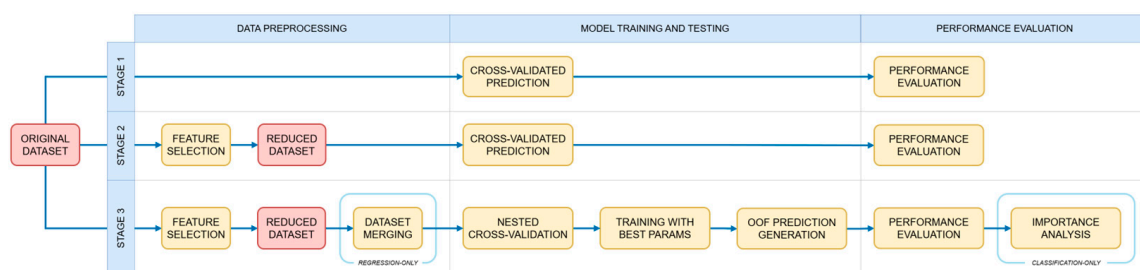 DATA PREPROCESSING
MODEL TRAINING AND TESTING
PERFORMANCE EVALUATION
STAGE 1
CROSS-VALIDATED
PREDICTION
PERFORMANCE
EVALUATION
ORIGINAL
DATASET
STAGE 2
FEATURE
SELECTION
REDUCED
DATASET
CROSS-VALIDATED
PREDICTION
PERFORMANCE
EVALUATION
STAGE 3
FEATURE
SELECTION
REDUCED
DATASET
DATASET
MERGING
REGRESSION-ONLY
NESTED
CROSS-VALIDATION
TRAINING WITH
BEST PARAMS
OOF PREDICTION
GENERATION
PERFORMANCE
EVALUATION
IMPORTANCE
ANALYSIS
CLASSIFICATION-ONLY